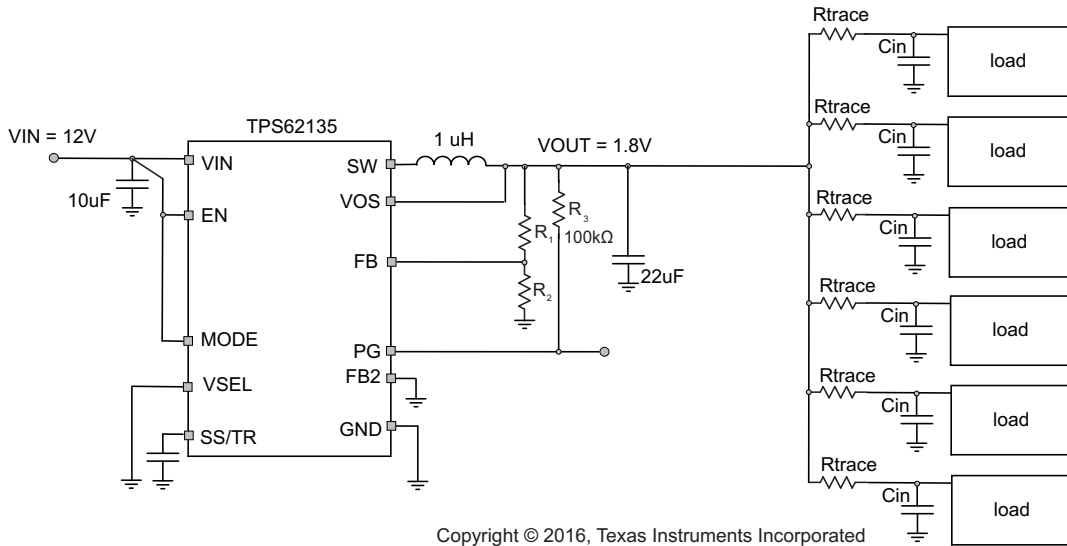 TPS62135
VIN = 12V
10uF
VIN
EN
MODE
VSEL
SS/TR
SW
VOS
FB
PG
FB2
GND
1 uH
VOUT = 1.8V
R1
R2
R3
100kΩ
22uF
Rtrace
Cin
load
Rtrace
Cin
load
Rtrace
Cin
load
Rtrace
Cin
load
Rtrace
Cin
load
Rtrace
Cin
load
Copyright © 2016, Texas Instruments Incorporated